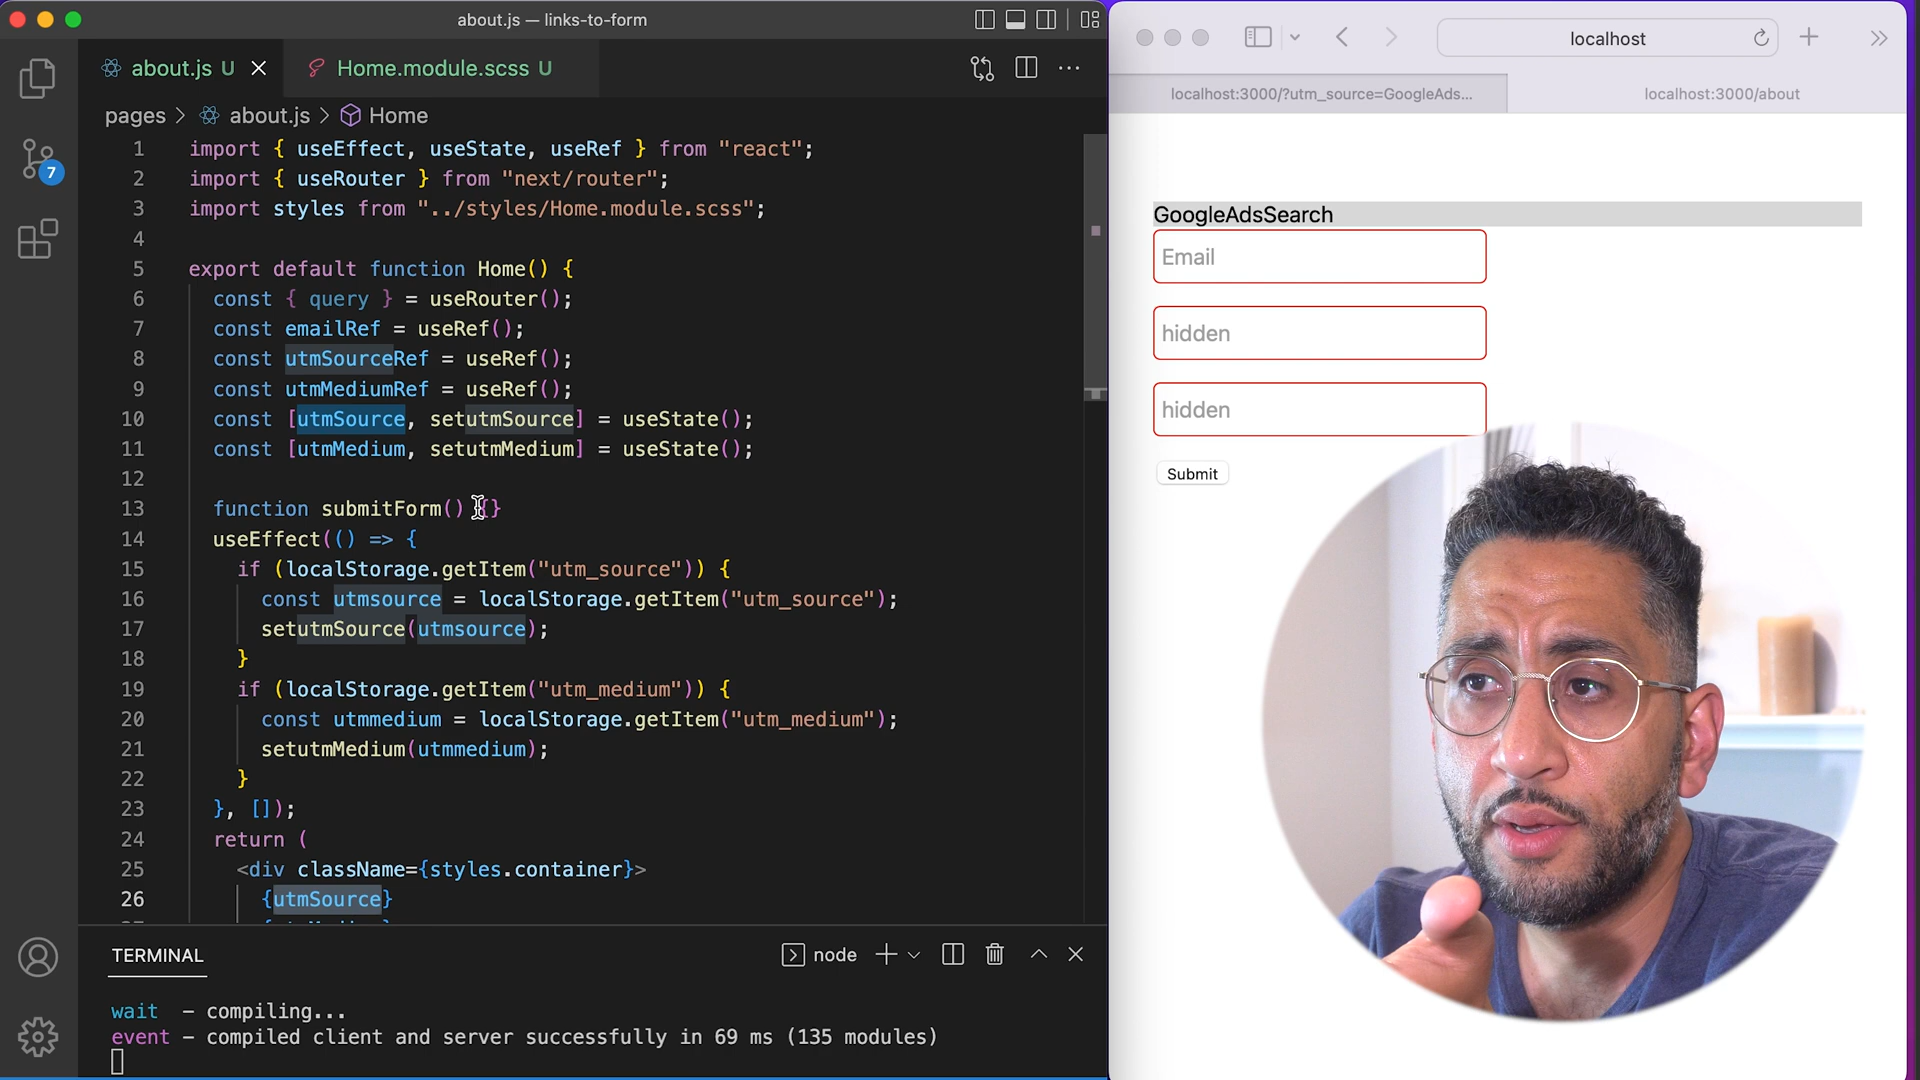 about.js — links-to-form
about.js U
Home.module.scss U
pages > about.js > Home
7
1 import { useEffect, useState, useRef } from "react";
2 import { useRouter } from "next/router";
3 import styles from "../styles/Home.module.scss";
4
5 export default function Home() {
6 const { query } = useRouter();
7 const emailRef = useRef();
8 const utmSourceRef = useRef();
9 const utmMediumRef = useRef();
10 const [utmSource, setutmSource] = useState();
11 const [utmMedium, setutmMedium] = useState();
12
13 function submitForm() {}
14 useEffect(() => {
15 if (localStorage.getItem("utm_source")) {
16 const utmsource = localStorage.getItem("utm_source");
17 setutmSource(utmsource);
18 }
19 if (localStorage.getItem("utm_medium")) {
20 const utmmedium = localStorage.getItem("utm_medium");
21 setutmMedium(utmmedium);
22 }
23 }, []);
24 return (
25 <div className={styles.container}>
26 {utmSource}
TERMINAL
node
wait - compiling...
event - compiled client and server successfully in 69 ms (135 modules)
localhost
localhost:3000/?utm_source=GoogleAds...
localhost:3000/about
GoogleAdsSearch
Email
hidden
hidden
Submit